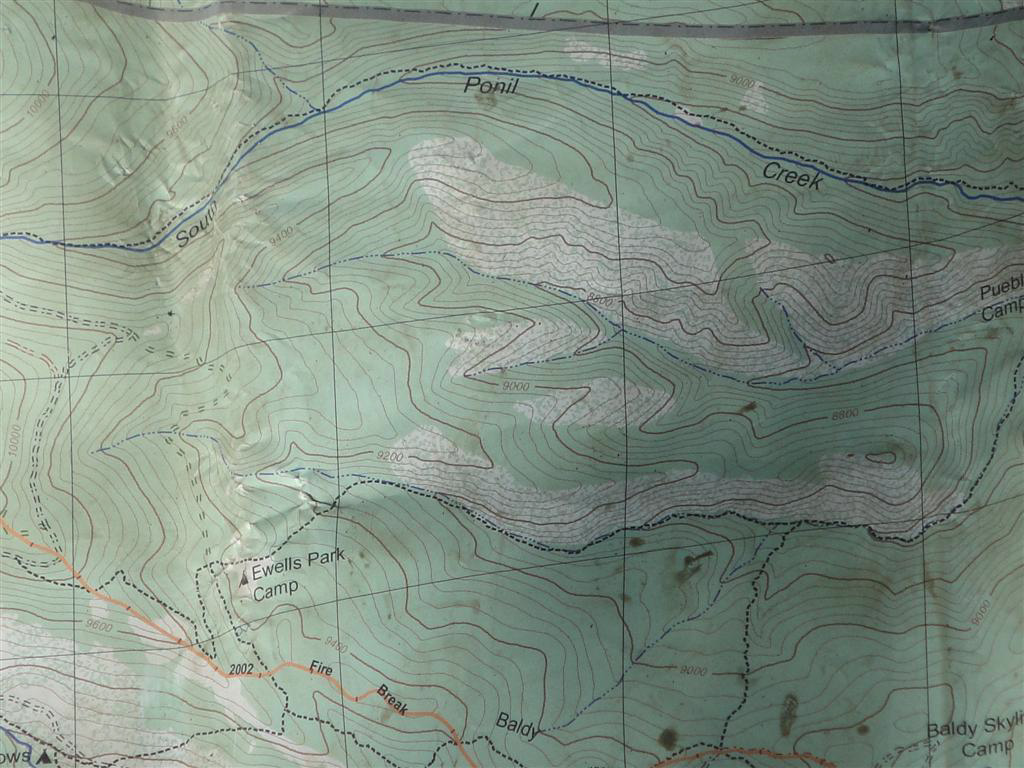 10000
9600
Ponil
9000
Creek
South
9400
8800
Puebl
Camp
9000
8800
10000
9200
Ewells Park
Camp
9600
9400
9000
9000
2002 Fire Break
Baldy
Baldy Skyli
Camp
ows